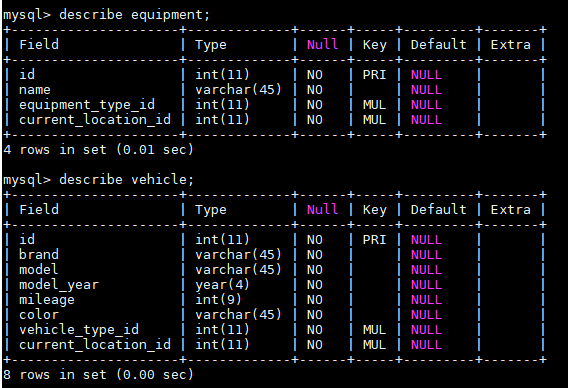 mysql> describe equipment;
+---------------------+-------------+------+-----+---------+-------+
| Field               | Type        | Null | Key | Default | Extra |
+---------------------+-------------+------+-----+---------+-------+
| id                  | int(11)     | NO   | PRI | NULL    |       |
| name                | varchar(45) | NO   |     | NULL    |       |
| equipment_type_id   | int(11)     | NO   | MUL | NULL    |       |
| current_location_id | int(11)     | NO   | MUL | NULL    |       |
+---------------------+-------------+------+-----+---------+-------+
4 rows in set (0.01 sec)

mysql> describe vehicle;
+---------------------+-------------+------+-----+---------+-------+
| Field               | Type        | Null | Key | Default | Extra |
+---------------------+-------------+------+-----+---------+-------+
| id                  | int(11)     | NO   | PRI | NULL    |       |
| brand               | varchar(45) | NO   |     | NULL    |       |
| model               | varchar(45) | NO   |     | NULL    |       |
| model_year          | year(4)     | NO   |     | NULL    |       |
| mileage             | int(9)      | NO   |     | NULL    |       |
| color               | varchar(45) | NO   |     | NULL    |       |
| vehicle_type_id     | int(11)     | NO   | MUL | NULL    |       |
| current_location_id | int(11)     | NO   | MUL | NULL    |       |
+---------------------+-------------+------+-----+---------+-------+
8 rows in set (0.00 sec)